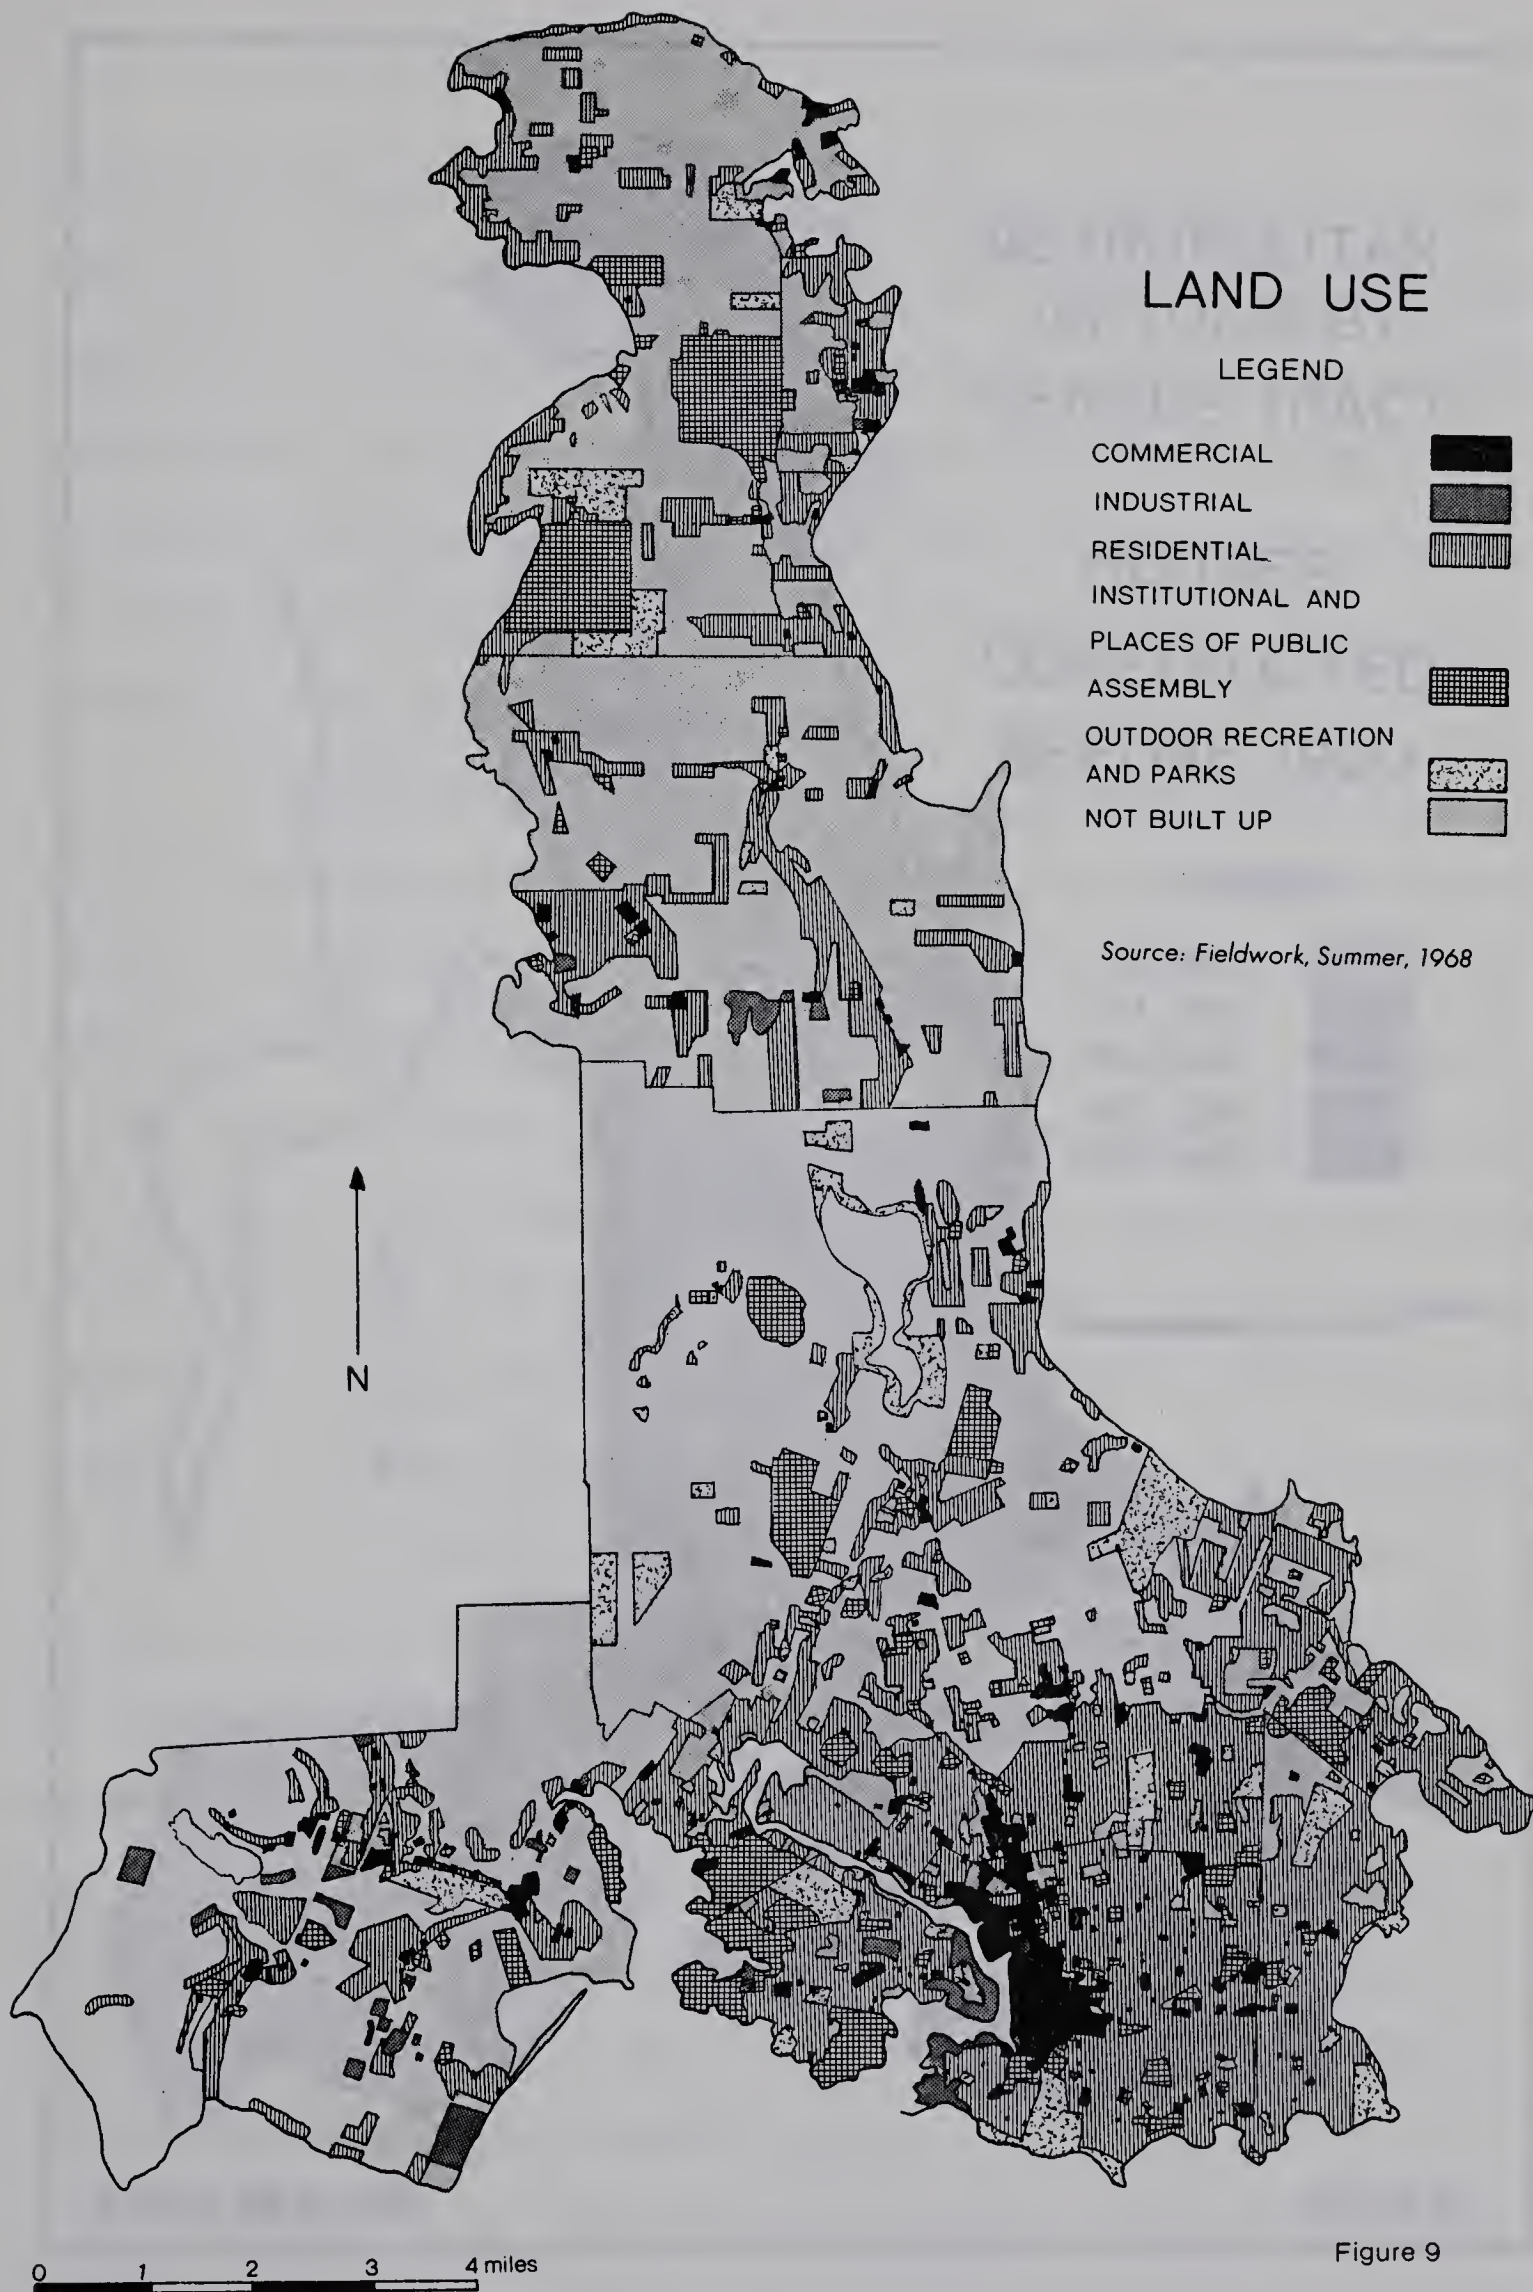 LAND USE
LEGEND
COMMERCIAL
INDUSTRIAL
RESIDENTIAL
INSTITUTIONAL AND
PLACES OF PUBLIC
ASSEMBLY
OUTDOOR RECREATION
AND PARKS
NOT BUILT UP
Source: Fieldwork, Summer, 1968
N
0 1 2 3 4 miles
Figure 9